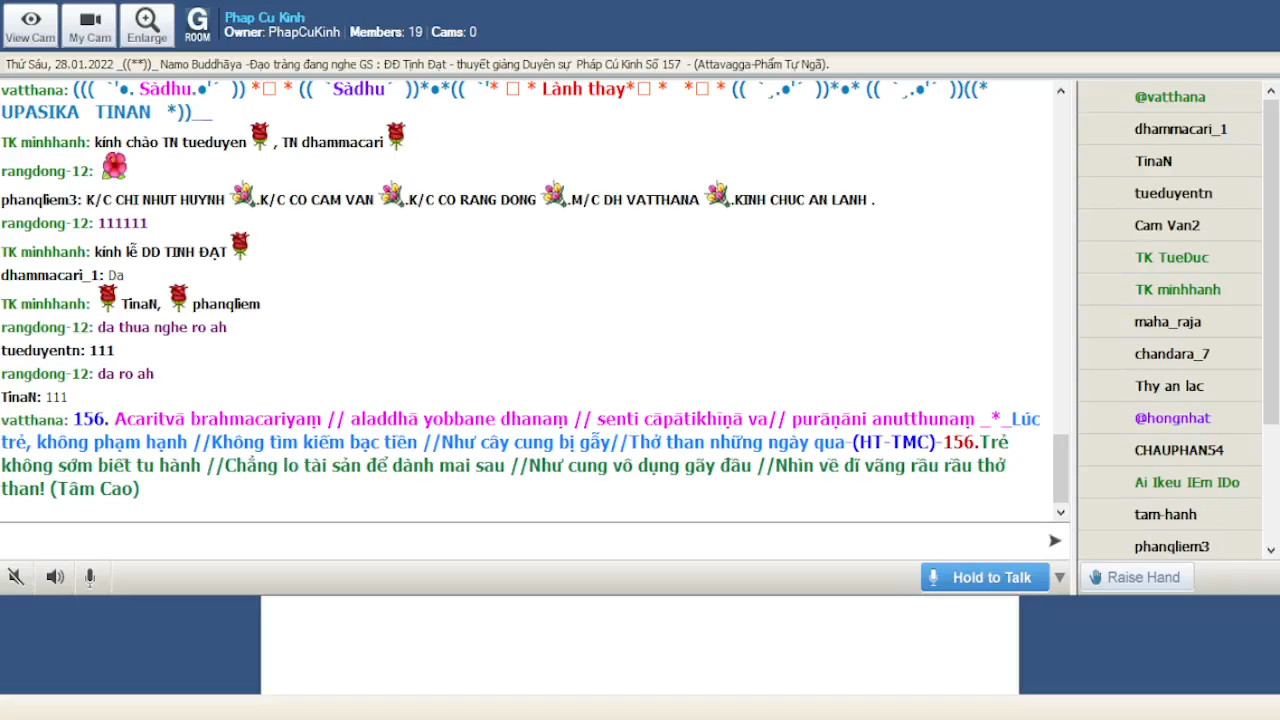 View Cam
My Cam
Enlarge
G
ROOM
Phap Cu Kinh
Owner: PhapCuKinh | Members: 19 | Cams: 0
Thứ Sáu, 28.01.2022 _((**))_ Namo Buddhāya -Đạo tràng đang nghe GS : ĐĐ Tịnh Đạt - thuyết giảng Duyên sự Pháp Cú Kinh Số 157 - (Attavagga-Phẩm Tự Ngã).
vatthana: ((( `'●. Sàdhu.●'´ )) *□ * (( `Sàdhu´ ))*●*(( `'* □ * Lành thay*□ * *□ * (( `¸.●'´ ))*●* (( `¸.●'´ ))((*
UPASIKA TINAN *))__
TK minhhanh: kính chào TN tueduyen , TN dhammacari
rangdong-12:
phanqliem3: K/C CHI NHUT HUYNH .K/C CO CAM VAN .K/C CO RANG DONG .M/C DH VATTHANA .KINH CHUC AN LANH .
rangdong-12: 111111
TK minhhanh: kính lễ DD TINH ĐẠT
dhammacari_1: Da
TK minhhanh: TinaN, phanqliem
rangdong-12: da thua nghe ro ah
tueduyentn: 111
rangdong-12: da ro ah
TinaN: 111
vatthana: 156. Acaritvā brahmacariyaṃ // aladdhā yobbane dhanaṃ // senti cāpātikhīṇā va// purāṇāni anutthunaṃ _*_Lúc
trẻ, không phạm hạnh //Không tìm kiếm bạc tiền //Như cây cung bị gẫy//Thở than những ngày qua-(HT-TMC)-156.Trẻ
không sớm biết tu hành //Chẳng lo tài sản để dành mai sau //Như cung vô dụng gãy đầu //Nhìn về dĩ vãng rầu rầu thở
than! (Tâm Cao)
@vatthana
dhammacari_1
TinaN
tueduyentn
Cam Van2
TK TueDuc
TK minhhanh
maha_raja
chandara_7
Thy an lac
@hongnhat
CHAUPHAN54
Ai Ikeu IEm IDo
tam-hanh
phanqliem3
Hold to Talk
Raise Hand